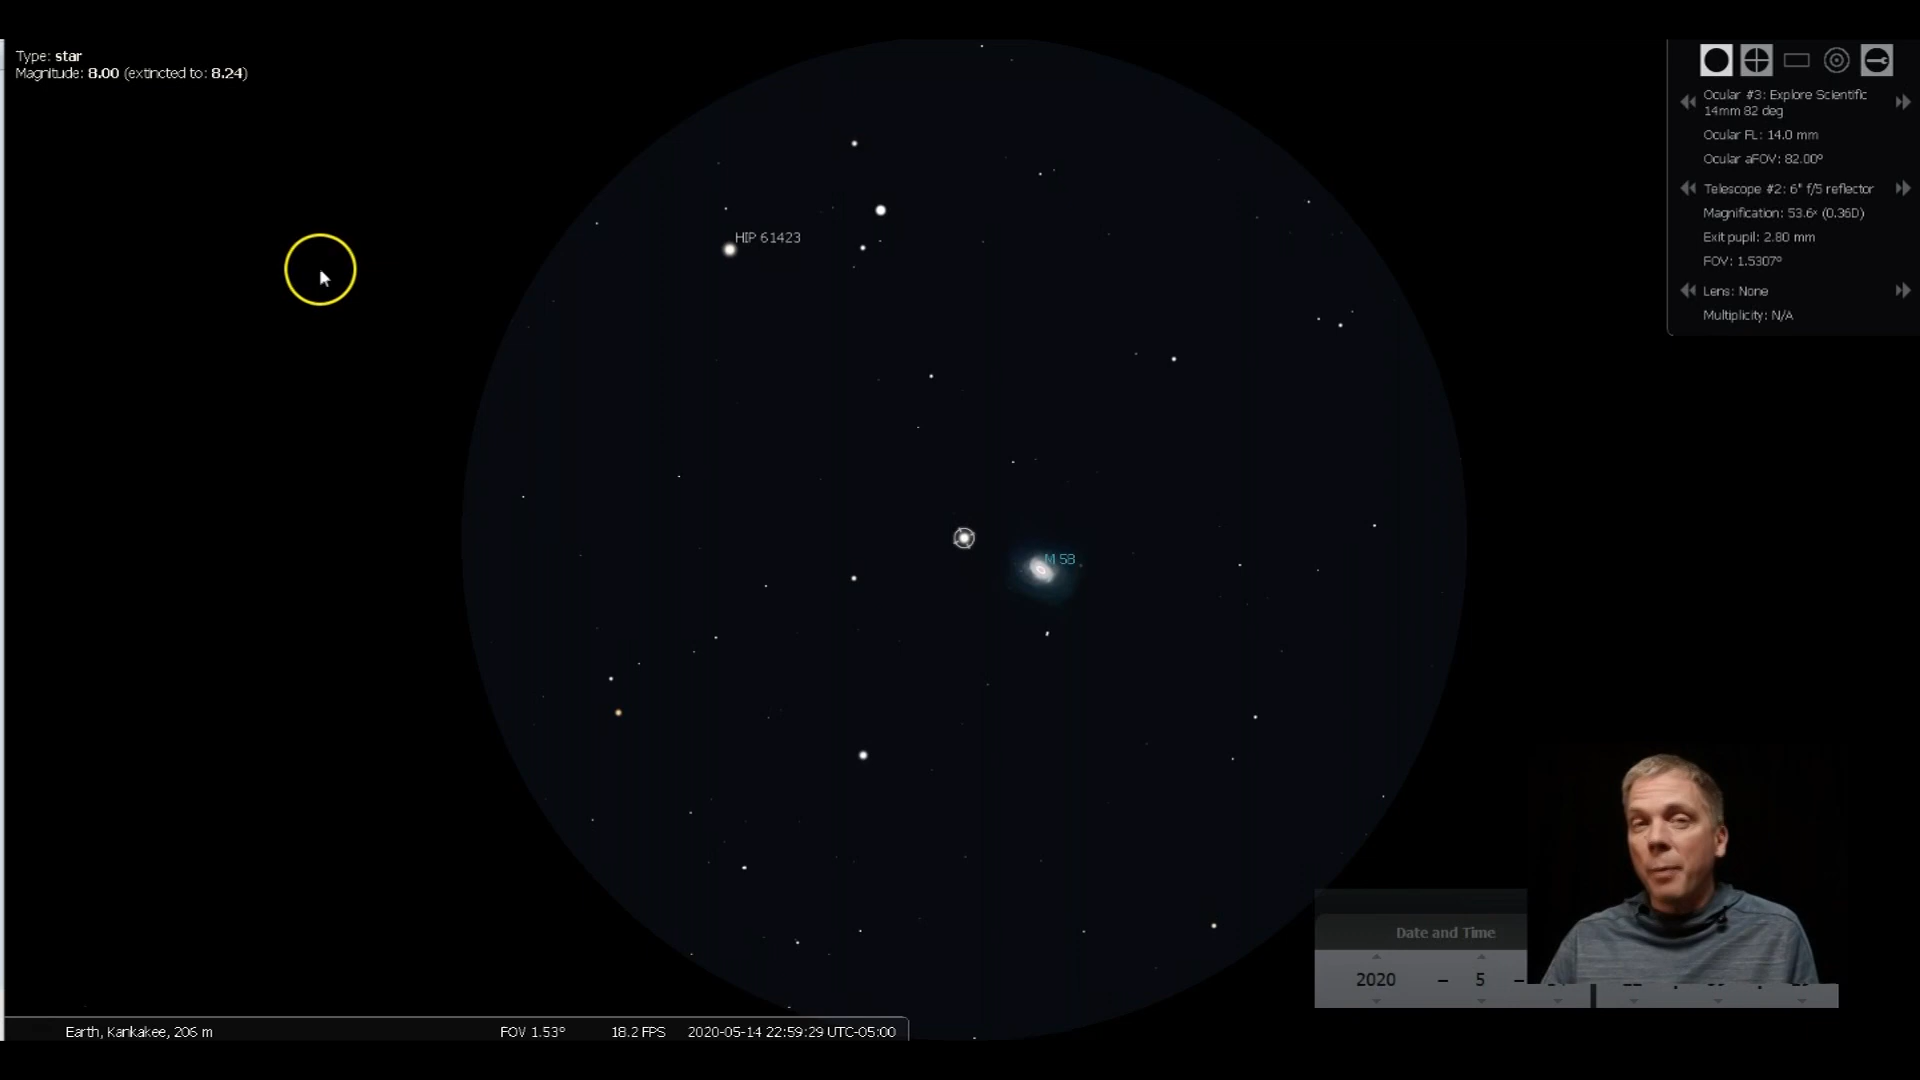 Type: star
Magnitude: 8.00 (extincted to: 8.24)
Ocular #3: Explore Scientific
14mm 82 deg
Ocular FL: 14.0 mm
Ocular aFOV: 82.00°
Telescope #2: 6" f/5 reflector
Magnification: 53.6× (0.36D)
Exit pupil: 2.80 mm
FOV: 1.5307°
Lens: None
Multiplicity: N/A
HIP 61423
M 58
Date and Time
2020 – 5 –
Earth, Kankakee, 206 m FOV 1.53° 18.2 FPS 2020-05-14 22:59:29 UTC-05:00